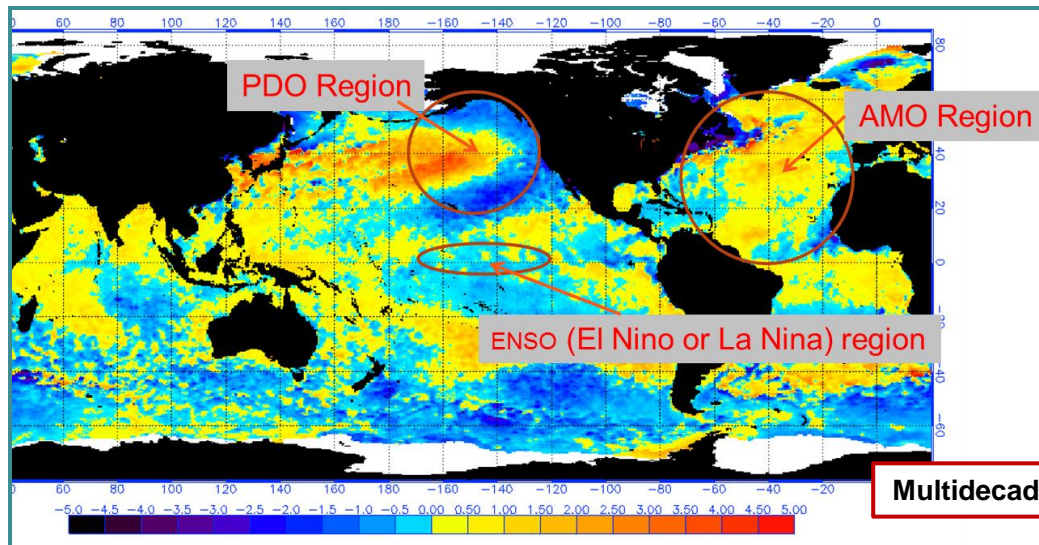 0 60 80 100 120 140 160 180 -160 -140 -120 -100 -80 -60 -40 -20 0
80
PDO Region
AMO Region
40
20
0
ENSO (El Nino or La Nina) region
-40
-60
60 80 100 120 140 160 180 -160 -140 -120 -100 -80 -60 -40 -20
Multidecad
-5.0 -4.5 -4.0 -3.5 -3.0 -2.5 -2.0 -1.5 -1.0 -0.5 0.00 0.50 1.00 1.50 2.00 2.50 3.00 3.50 4.00 4.50 5.00